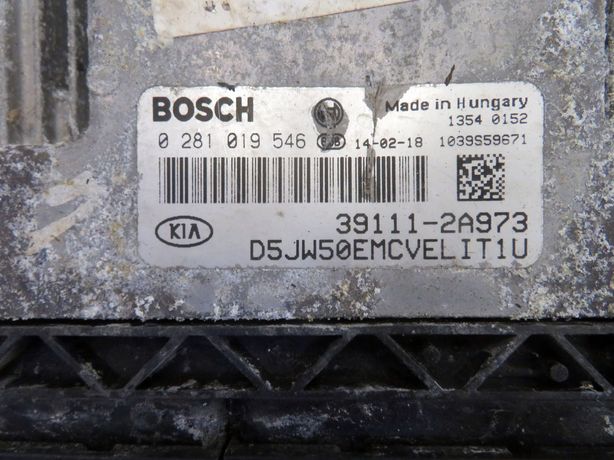 BOSCH
Made in Hungary
1354 0152
0 281 019 546 14-02-18 1039S59671
KIA
39111-2A973
D5JW50EMCVELIT1U